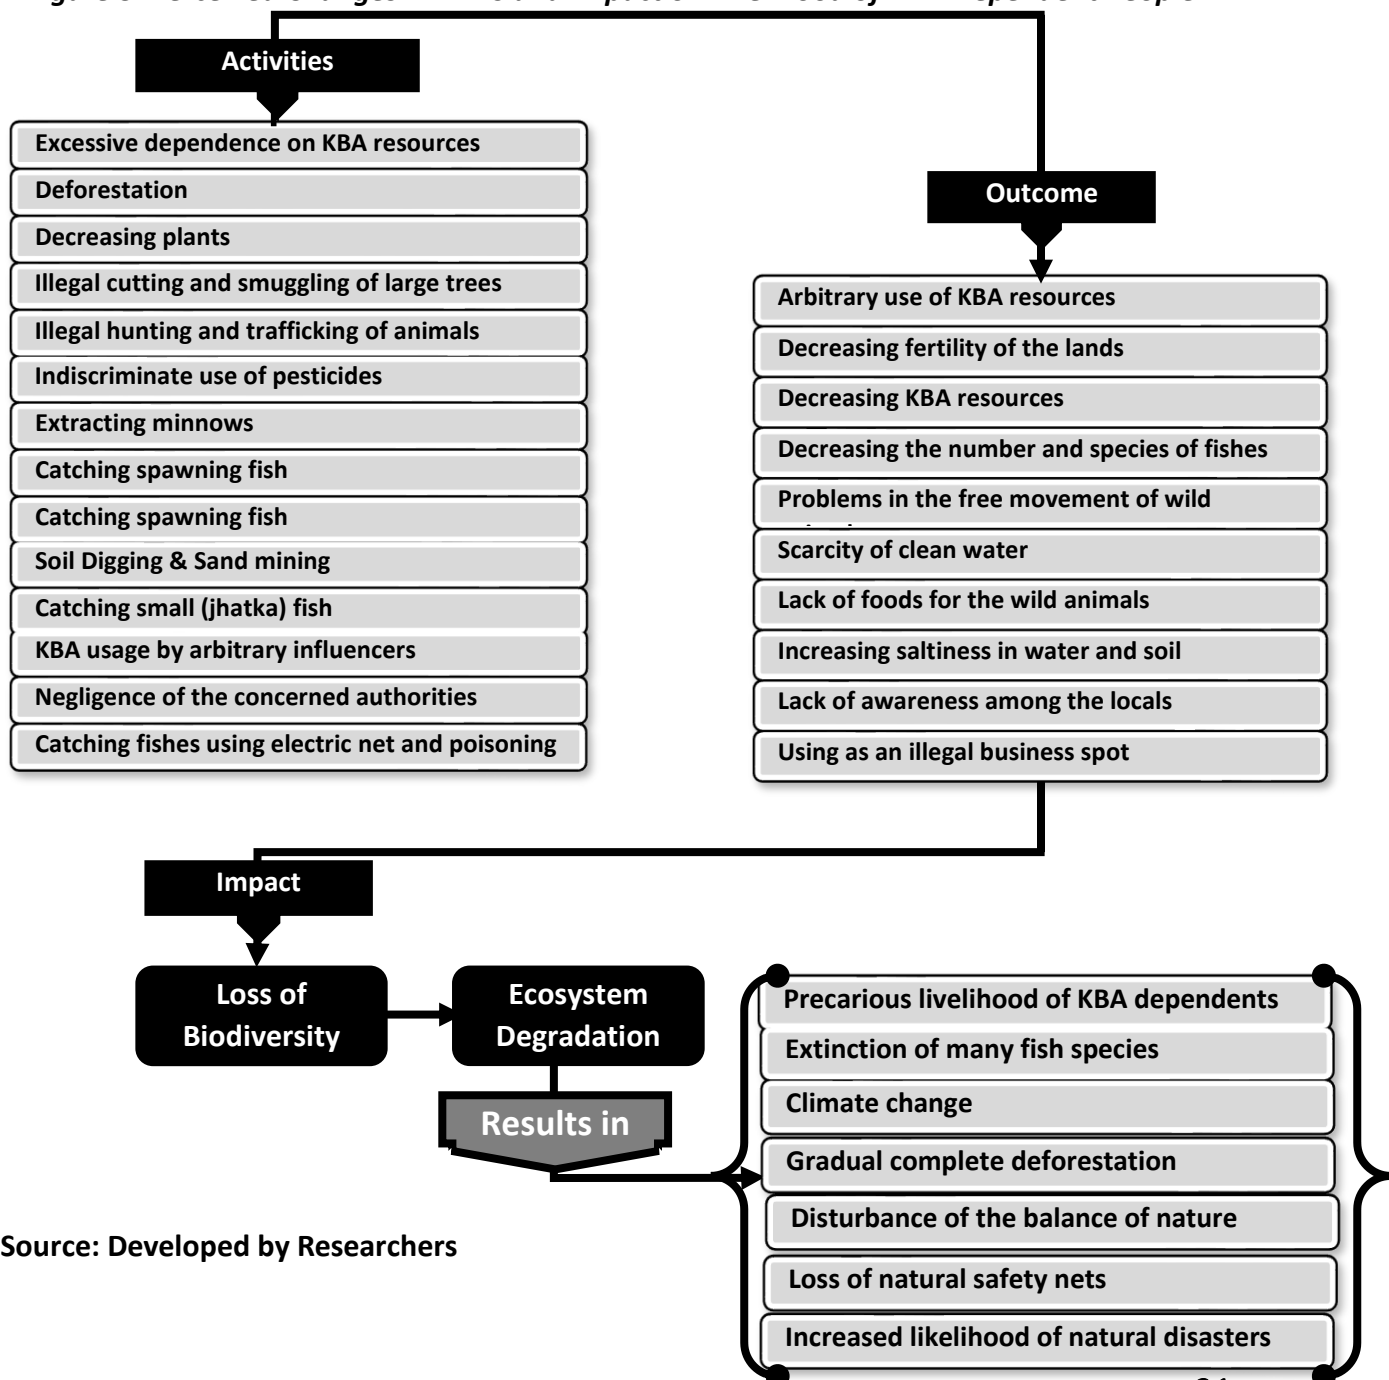 Activities
Excessive dependence on KBA resources
Deforestation
Decreasing plants
Illegal cutting and smuggling of large trees
Illegal hunting and trafficking of animals
Indiscriminate use of pesticides
Extracting minnows
Catching spawning fish
Catching spawning fish
Soil Digging & Sand mining
Catching small (jhatka) fish
KBA usage by arbitrary influencers
Negligence of the concerned authorities
Catching fishes using electric net and poisoning
Outcome
Arbitrary use of KBA resources
Decreasing fertility of the lands
Decreasing KBA resources
Decreasing the number and species of fishes
Problems in the free movement of wild
Scarcity of clean water
Lack of foods for the wild animals
Increasing saltiness in water and soil
Lack of awareness among the locals
Using as an illegal business spot
Impact
Loss of
Biodiversity
Ecosystem
Degradation
Results in
Precarious livelihood of KBA dependents
Extinction of many fish species
Climate change
Gradual complete deforestation
Disturbance of the balance of nature
Loss of natural safety nets
Increased likelihood of natural disasters
Source: Developed by Researchers